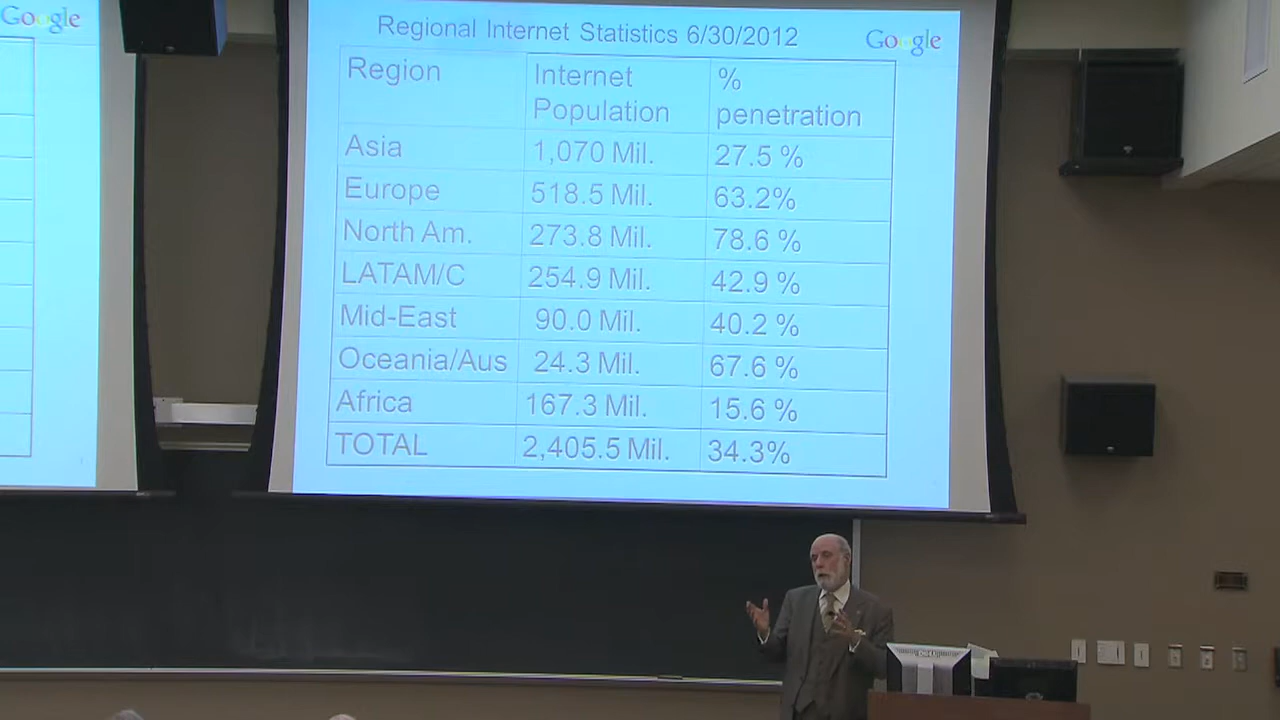 Google
Regional Internet Statistics 6/30/2012
Google
Region Internet Population % penetration
Asia 1,070 Mil. 27.5 %
Europe 518.5 Mil. 63.2%
North Am. 273.8 Mil. 78.6 %
LATAM/C 254.9 Mil. 42.9 %
Mid-East 90.0 Mil. 40.2 %
Oceania/Aus 24.3 Mil. 67.6 %
Africa 167.3 Mil. 15.6 %
TOTAL 2,405.5 Mil. 34.3%